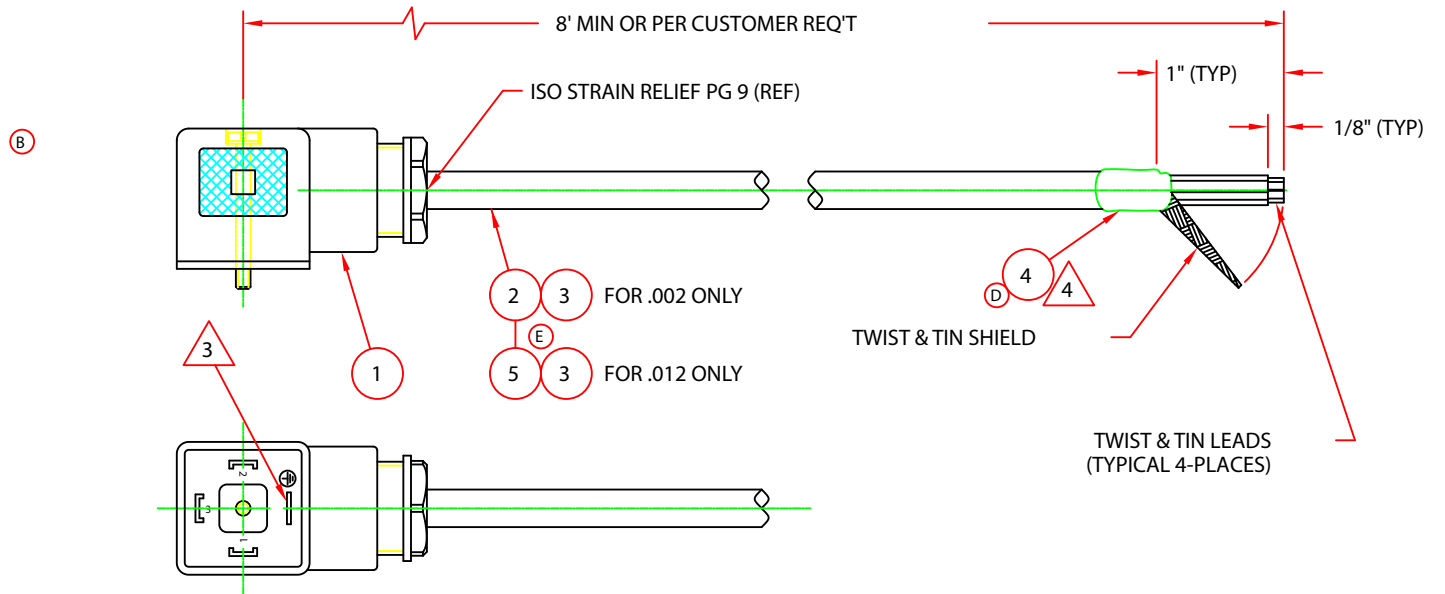 8' MIN OR PER CUSTOMER REQ'T
1" (TYP)
ISO STRAIN RELIEF PG 9 (REF)
1/8" (TYP)
B
2 3 FOR .002 ONLY
4
D
4
E
TWIST & TIN SHIELD
3
1
5 3 FOR .012 ONLY
TWIST & TIN LEADS
(TYPICAL 4-PLACES)
2
3
1